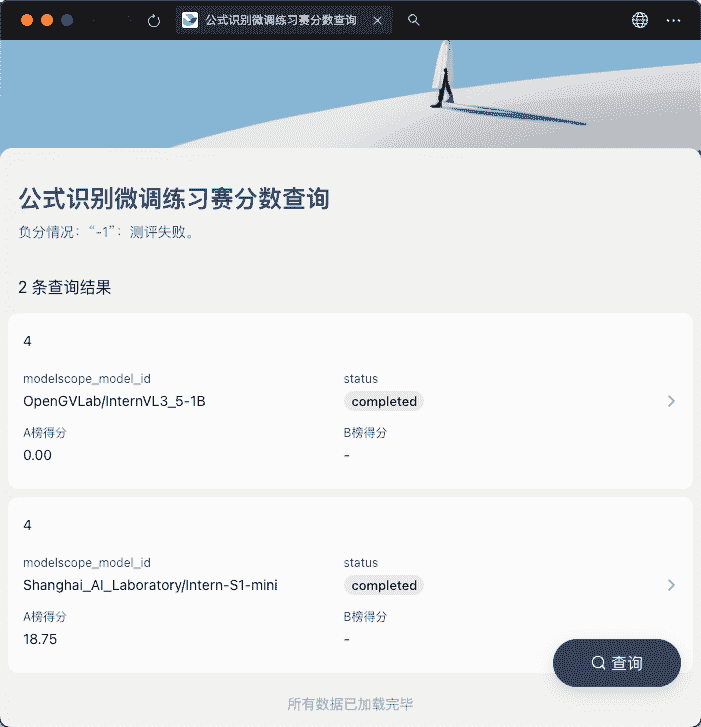 公式识别微调练习赛分数查询
公式识别微调练习赛分数查询
负分情况：“-1”：测评失败。
2 条查询结果
4
modelscope_model_id
status
OpenGVLab/InternVL3_5-1B
completed
A榜得分
B榜得分
0.00
-
4
modelscope_model_id
status
Shanghai_AI_Laboratory/Intern-S1-mini
completed
A榜得分
B榜得分
18.75
-
查询
所有数据已加载完毕